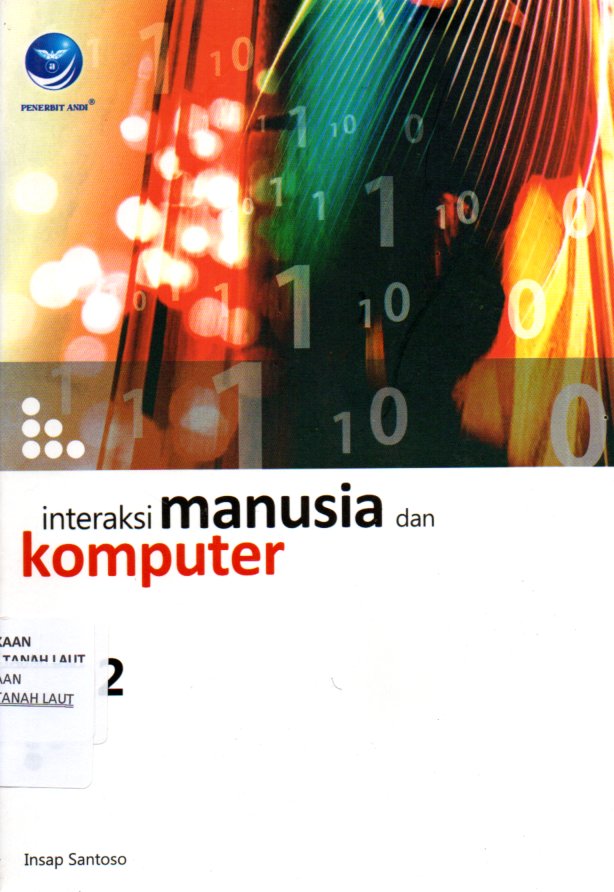 PENERBIT ANDI®
interaksi manusia dan
komputer
KAAN
TANAH LAUT
AAN
TANAH LAUT
2
Insap Santoso